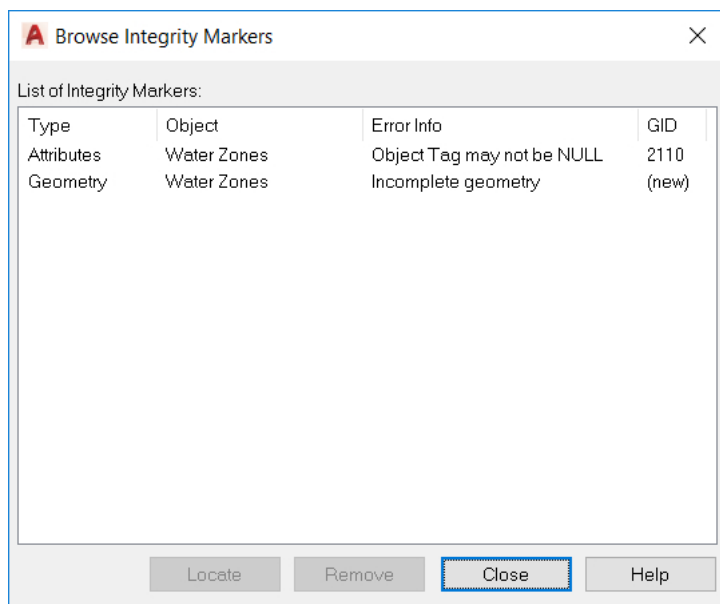 Browse Integrity Markers
List of Integrity Markers:
Type Object Error Info GID
Attributes Water Zones Object Tag may not be NULL 2110
Geometry Water Zones Incomplete geometry (new)
Locate Remove Close Help